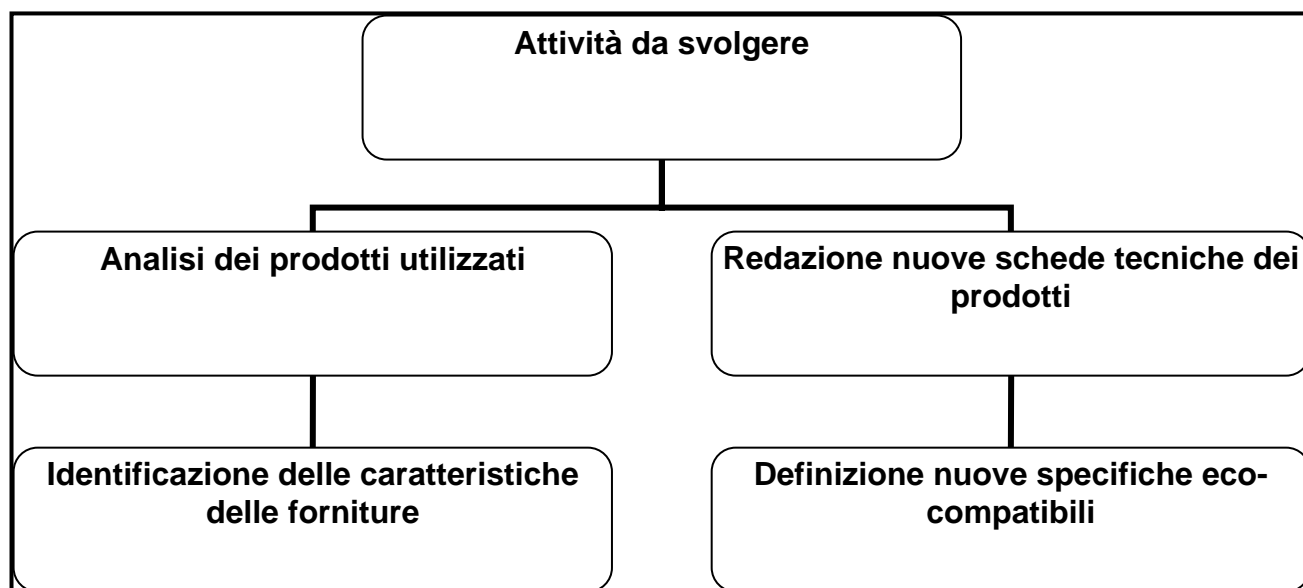 Attività da svolgere
Analisi dei prodotti utilizzati
Redazione nuove schede tecniche dei
prodotti
Identificazione delle caratteristiche
delle forniture
Definizione nuove specifiche eco-
compatibili